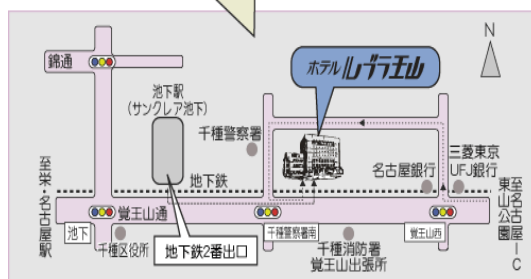 N
錦通
ホテルルブラ王山
池下駅
(サンクレア池下)
千種警察署
名古屋銀行
三菱東京
UFJ銀行
地下鉄
至栄・名古屋駅
至名古屋IC
東山公園
覚王山通
池下
千種区役所
地下鉄2番出口
千種警察署南
千種消防署
覚王山出張所
覚王山西